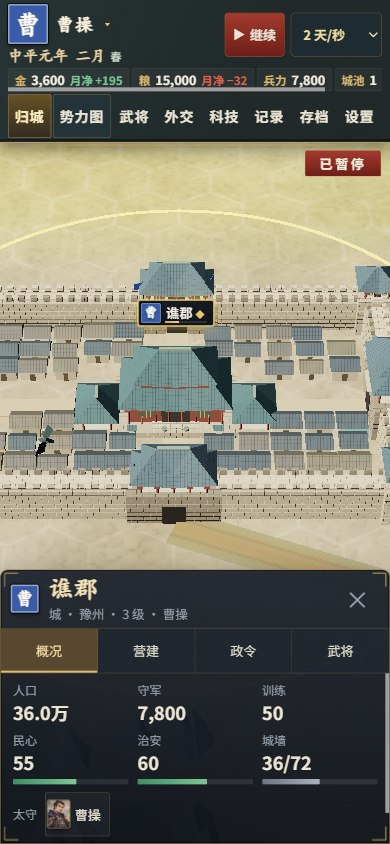 曹 曹操
▶ 继续
2 天/秒
中平元年 二月 春
金 3,600 月净 +195 粮 15,000 月净 −32 兵力 7,800 城池 1
归城 势力图 武将 外交 科技 记录 存档 设置
已暂停
曹 谯郡
曹 谯郡
城 · 豫州 · 3 级 · 曹操
概况 营建 政令 武将
人口 守军 训练
36.0万 7,800 50
民心 治安 城墙
55 60 36/72
太守 曹操